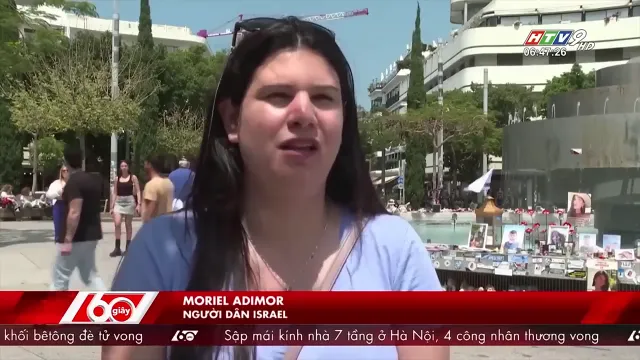 HTV9 HD
06:47:26
MORIEL ADIMOR
NGƯỜI DÂN ISRAEL
60 giây
khối bêtông đè tử vong Sập mái kính nhà 7 tầng ở Hà Nội, 4 công nhân thương vong